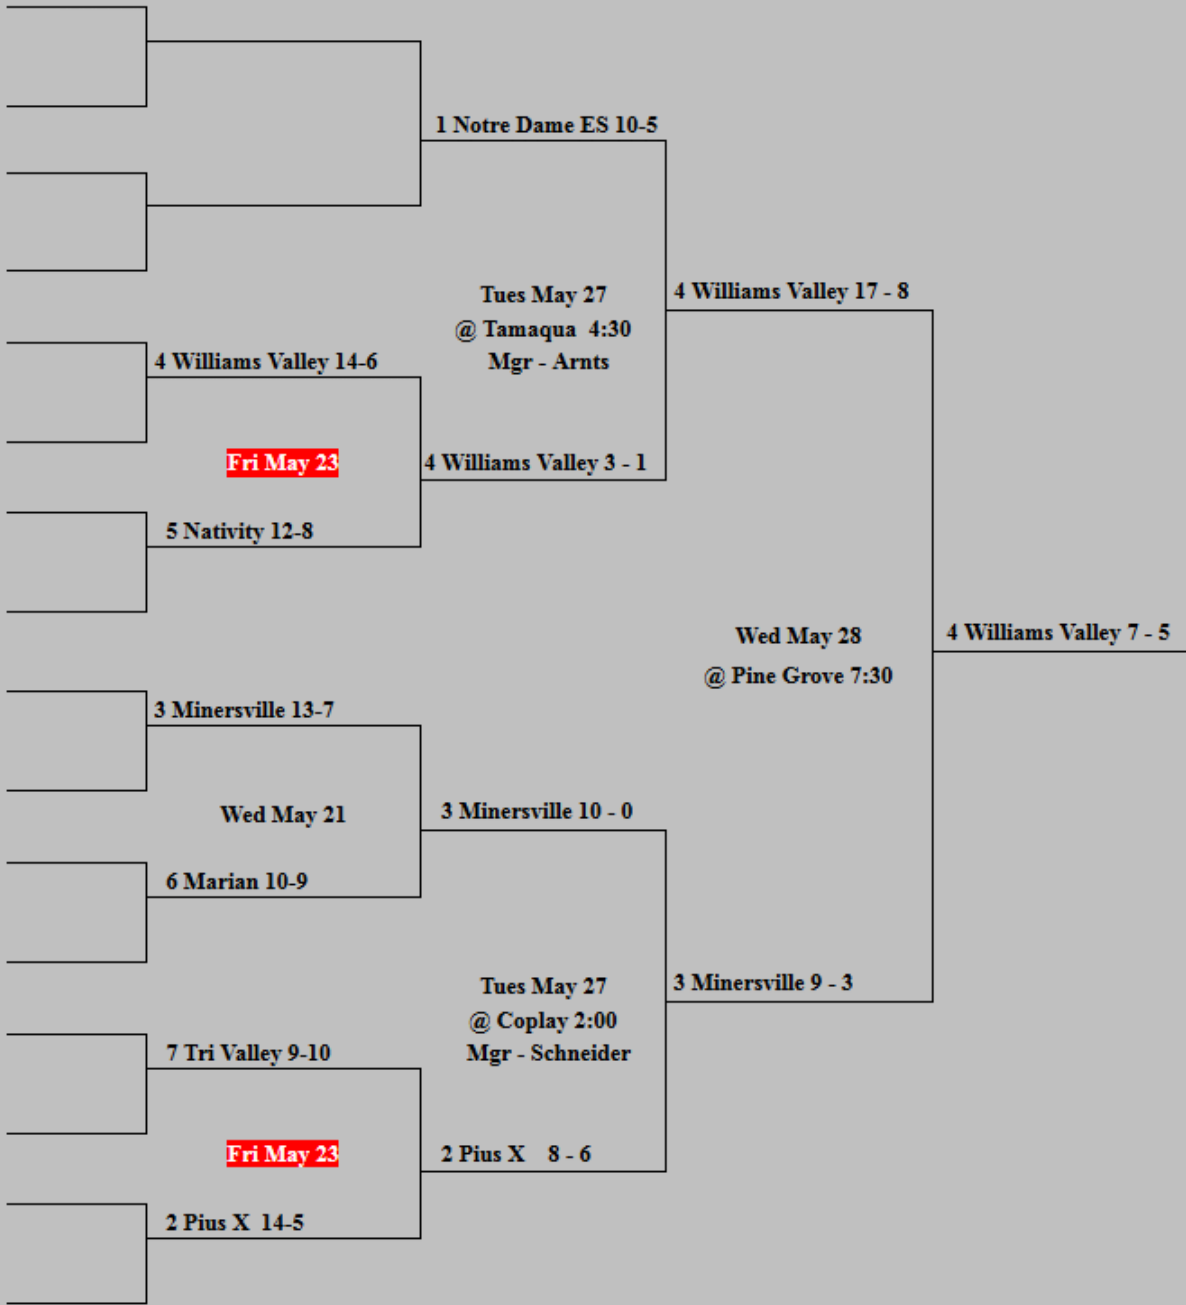 1 Notre Dame ES 10-5
Tues May 27
@ Tamaqua 4:30
Mgr - Arnts
4 Williams Valley 17 - 8
4 Williams Valley 14-6
Fri May 23
4 Williams Valley 3 - 1
5 Nativity 12-8
Wed May 28
@ Pine Grove 7:30
4 Williams Valley 7 - 5
3 Minersville 13-7
Wed May 21
3 Minersville 10 - 0
6 Marian 10-9
Tues May 27
@ Coplay 2:00
Mgr - Schneider
3 Minersville 9 - 3
7 Tri Valley 9-10
Fri May 23
2 Pius X 8 - 6
2 Pius X 14-5